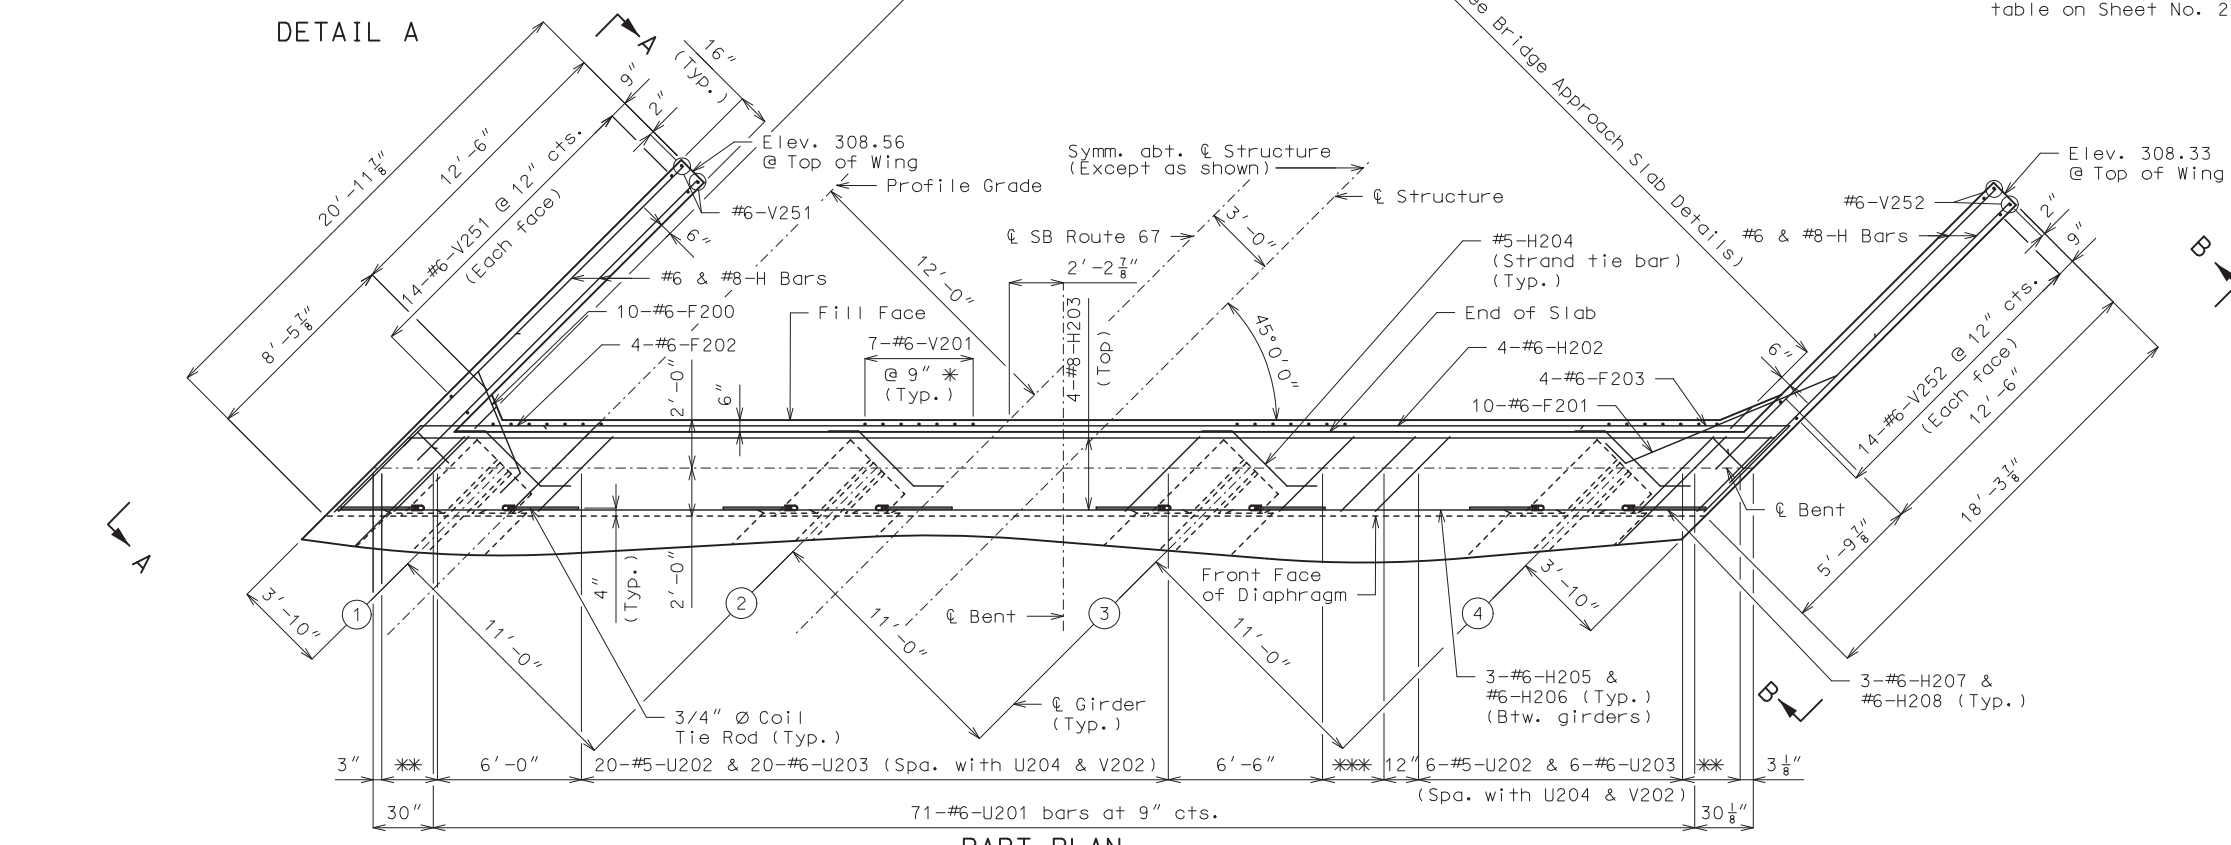 DETAIL A
A
16"
(Typ.)
table on Sheet No. 2
Bridge Approach Slab Details)
9"
2"
20'-11 7/8"
12'-6"
14-#6-V251 @ 12" cts.
(Each face)
8'-5 7/8"
Elev. 308.56
@ Top of Wing
Profile Grade
#6-V251
6"
#6 & #8-H Bars
10-#6-F200
4-#6-F202
Fill Face
7-#6-V201
@ 9" *
(Typ.)
2'-0"
6"
12'-0"
Symm. abt. ℄ Structure
(Except as shown)
℄ Structure
℄ SB Route 67
3'-0"
2'-2 7/8"
4-#8-H203
(Top)
45°0'0"
#5-H204
(Strand tie bar)
(Typ.)
End of Slab
4-#6-H202
4-#6-F203
10-#6-F201
Elev. 308.33
@ Top of Wing
#6-V252
#6 & #8-H Bars
2"
9"
B
6"
14-#6-V252 @ 12" cts.
(Each face)
12'-6"
18'-3 7/8"
5'-9 7/8"
℄ Bent
A
3'-10"
1
11'-0"
4"
(Typ.)
2'-0"
2
11'-0"
℄ Bent
3
11'-0"
Front Face
of Diaphragm
4
3'-10"
3/4" Ø Coil
Tie Rod (Typ.)
℄ Girder
(Typ.)
3-#6-H205 &
#6-H206 (Typ.)
(Btw. girders)
B
3-#6-H207 &
#6-H208 (Typ.)
3" ** 6'-0" 20-#5-U202 & 20-#6-U203 (Spa. with U204 & V202) 6'-6" *** 12" 6-#5-U202 & 6-#6-U203 ** 3 1/8"
(Spa. with U204 & V202)
30" 71-#6-U201 bars at 9" cts. 30 1/8"
PART PLAN